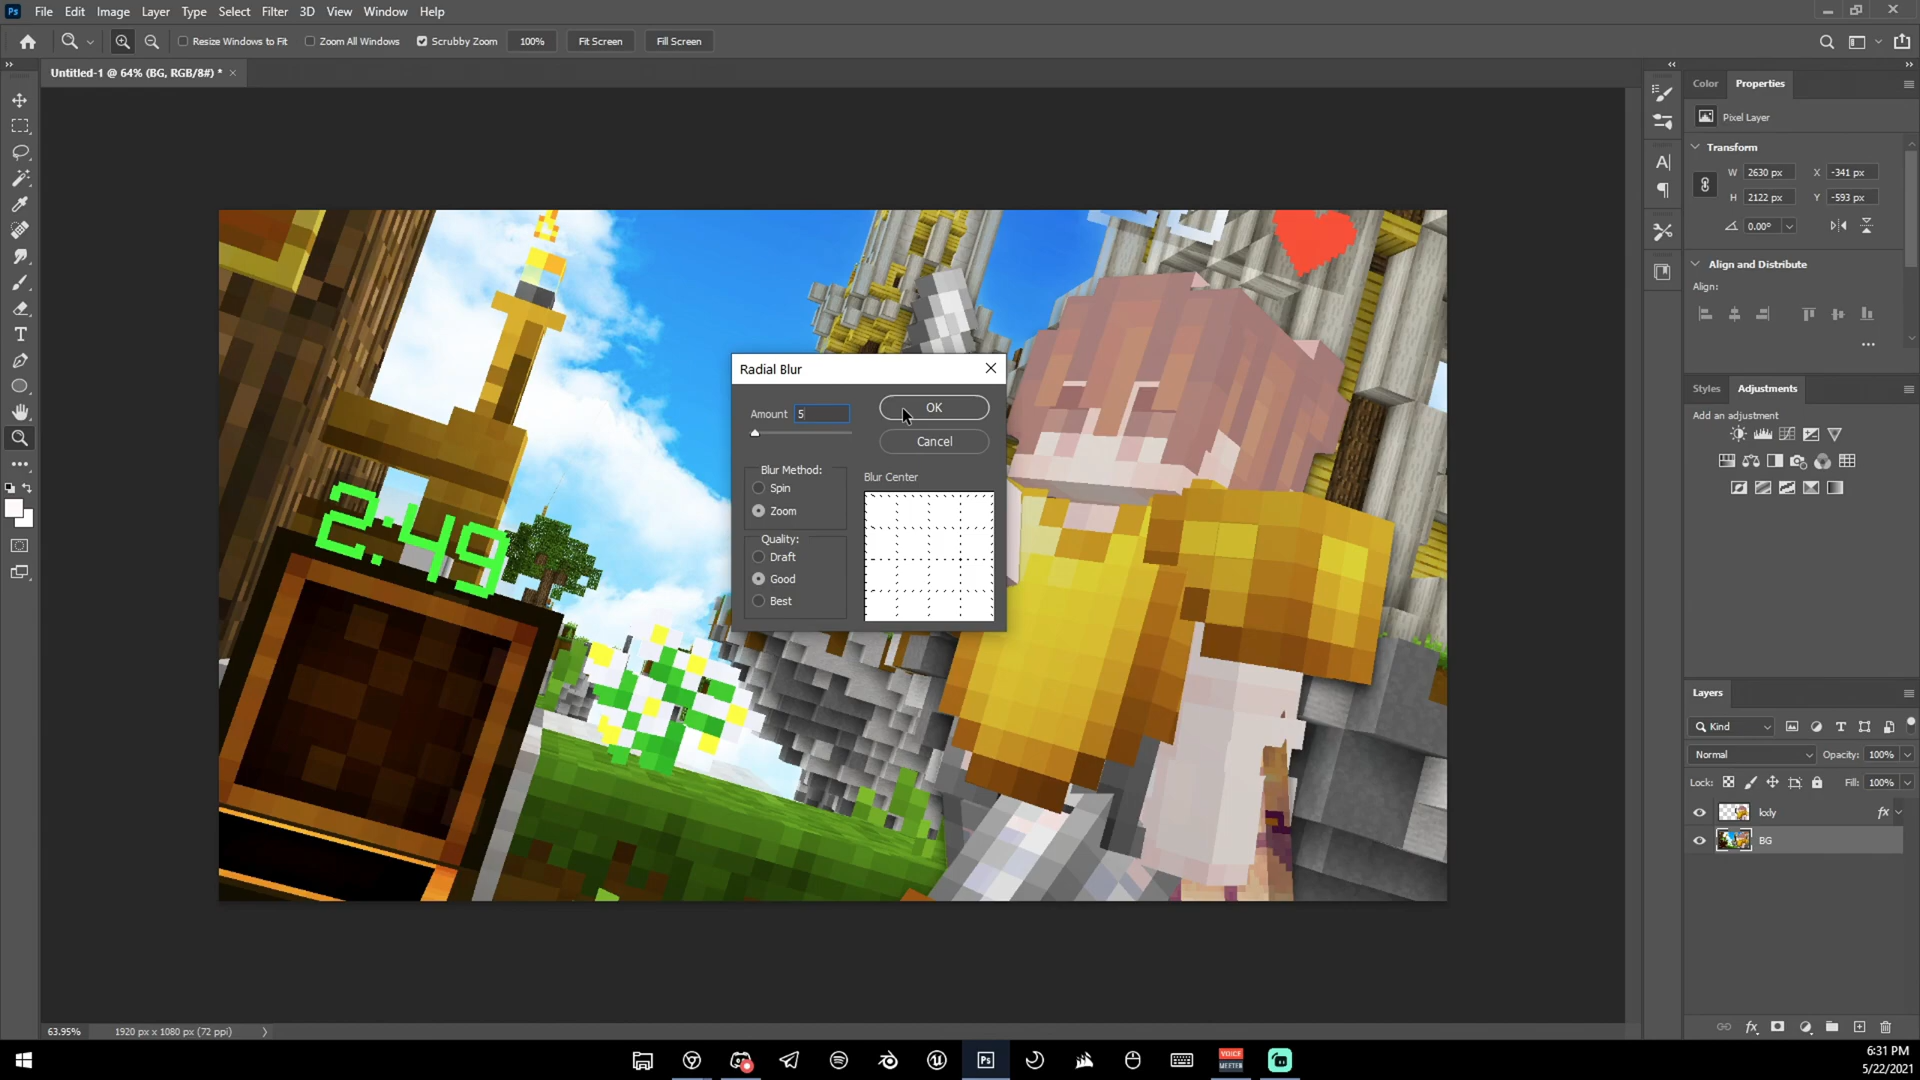 Ps File Edit Image Layer Type Select Filter 3D View Window Help
Resize Windows to Fit Zoom All Windows Scrubby Zoom 100% Fit Screen Fill Screen
Untitled-1 @ 64% (BG, RGB/8#) * ×
Color Properties
Pixel Layer
Transform
W 2630 px X -341 px
H 2122 px Y -593 px
0.00°
Align and Distribute
Align:
Styles Adjustments
Add an adjustment
Radial Blur
Amount 5
OK
Cancel
Blur Method:
Spin
Zoom
Quality:
Draft
Good
Best
Blur Center
2:49
Layers
Kind
Normal Opacity: 100%
Lock: Fill: 100%
fx
BG
63.95% 1920 px x 1080 px (72 ppi)
Ps
VOICE
MEETER
6:31 PM
5/22/2021